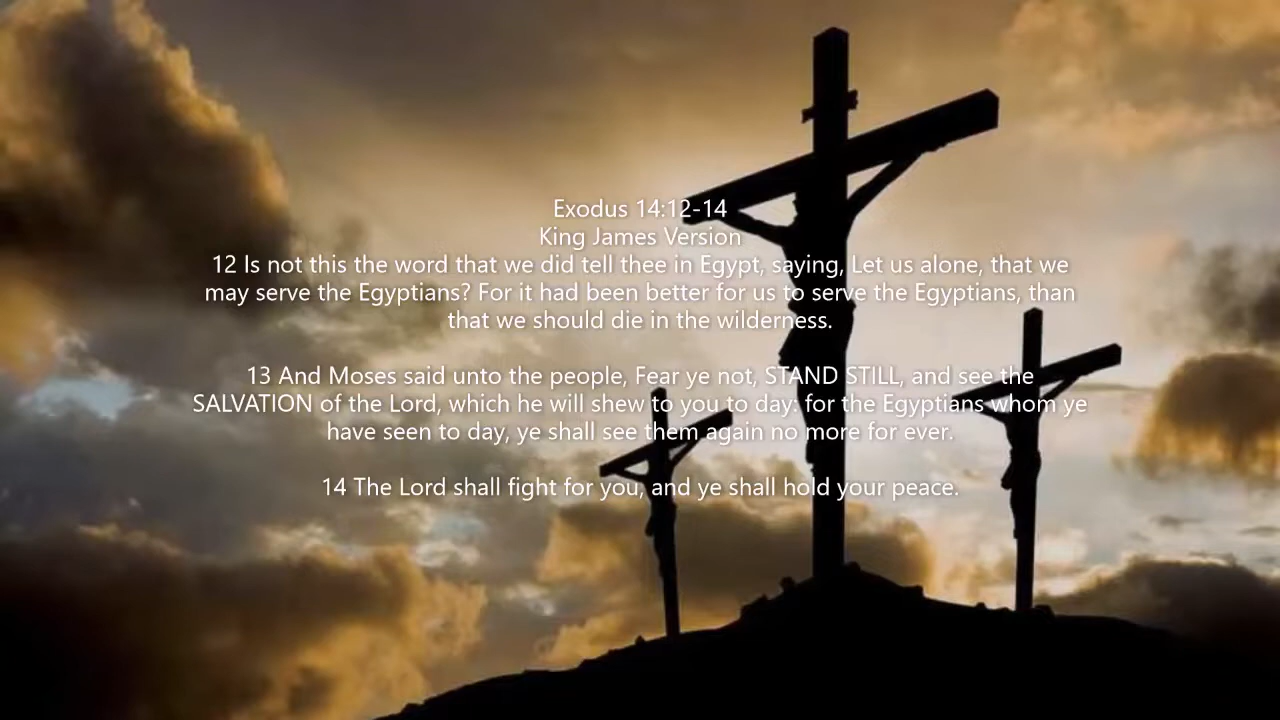 Exodus 14:12-14
King James Version
12 Is not this the word that we did tell thee in Egypt, saying, Let us alone, that we
may serve the Egyptians? For it had been better for us to serve the Egyptians, than
that we should die in the wilderness.
13 And Moses said unto the people, Fear ye not, STAND STILL, and see the
SALVATION of the Lord, which he will shew to you to day: for the Egyptians whom ye
have seen to day, ye shall see them again no more for ever.
14 The Lord shall fight for you, and ye shall hold your peace.